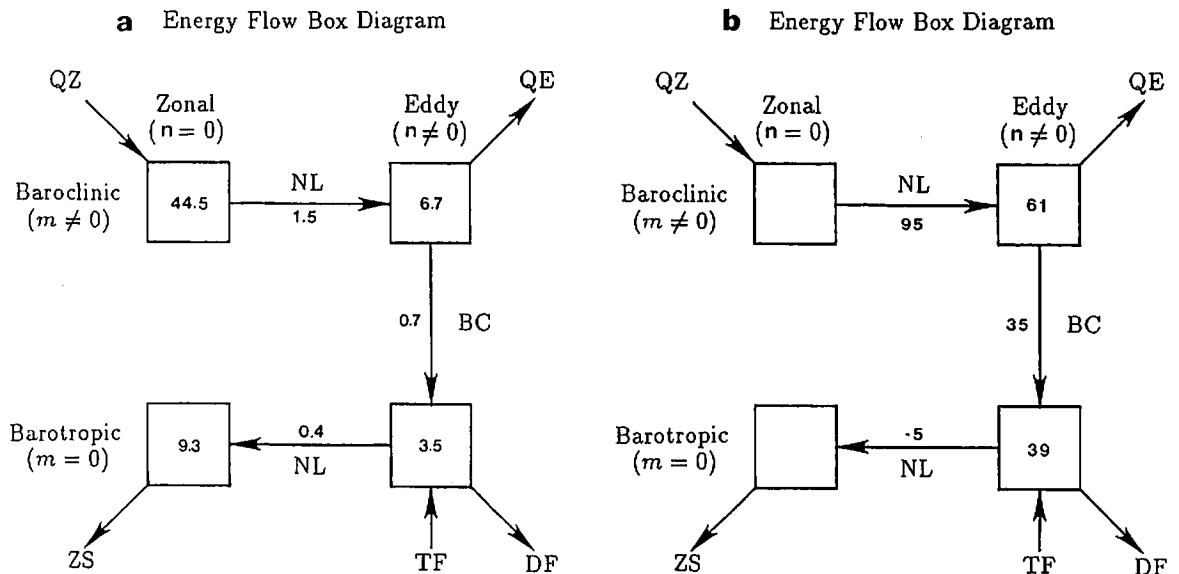 a Energy Flow Box Diagram
QZ
QE
Zonal
(n = 0)
Eddy
(n ≠ 0)
Baroclinic
(m ≠ 0)
44.5
NL
1.5
6.7
0.7
BC
Barotropic
(m = 0)
9.3
0.4
NL
3.5
ZS
TF
DF
b Energy Flow Box Diagram
QZ
QE
Zonal
(n = 0)
Eddy
(n ≠ 0)
Baroclinic
(m ≠ 0)
NL
95
61
35
BC
Barotropic
(m = 0)
-5
NL
39
ZS
TF
DF